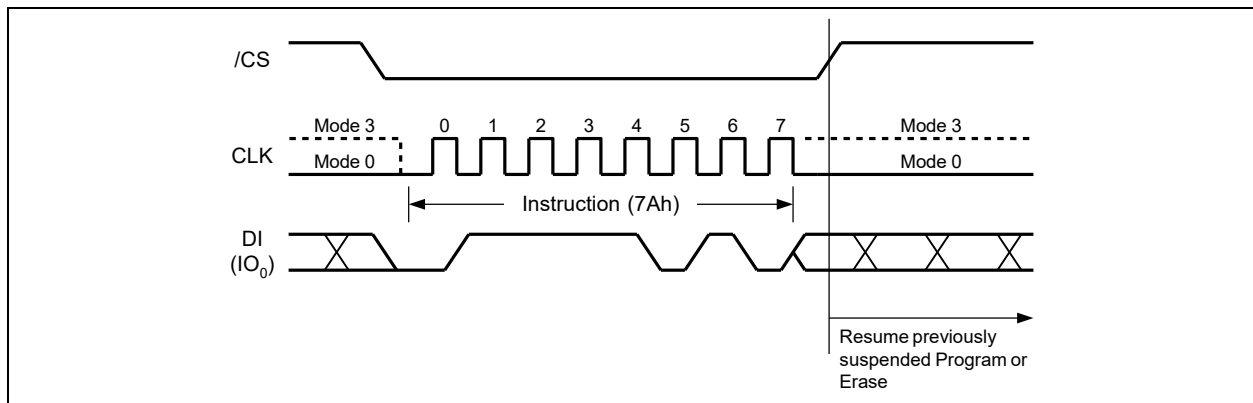 /CS
Mode 3 0 1 2 3 4 5 6 7 Mode 3
CLK Mode 0 Mode 0
Instruction (7Ah)
DI
(IO₀)
Resume previously
suspended Program or
Erase